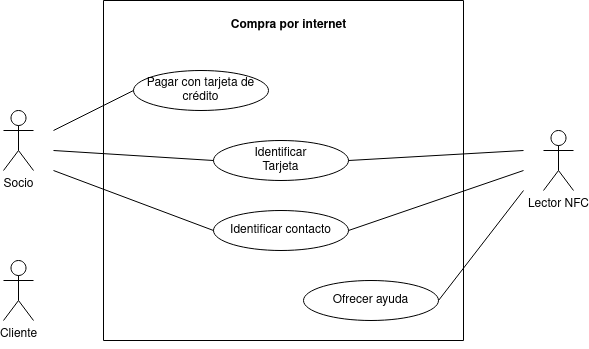 Compra por internet
Pagar con tarjeta de
crédito
Identificar
Tarjeta
Socio
Lector NFC
Identificar contacto
Ofrecer ayuda
Cliente